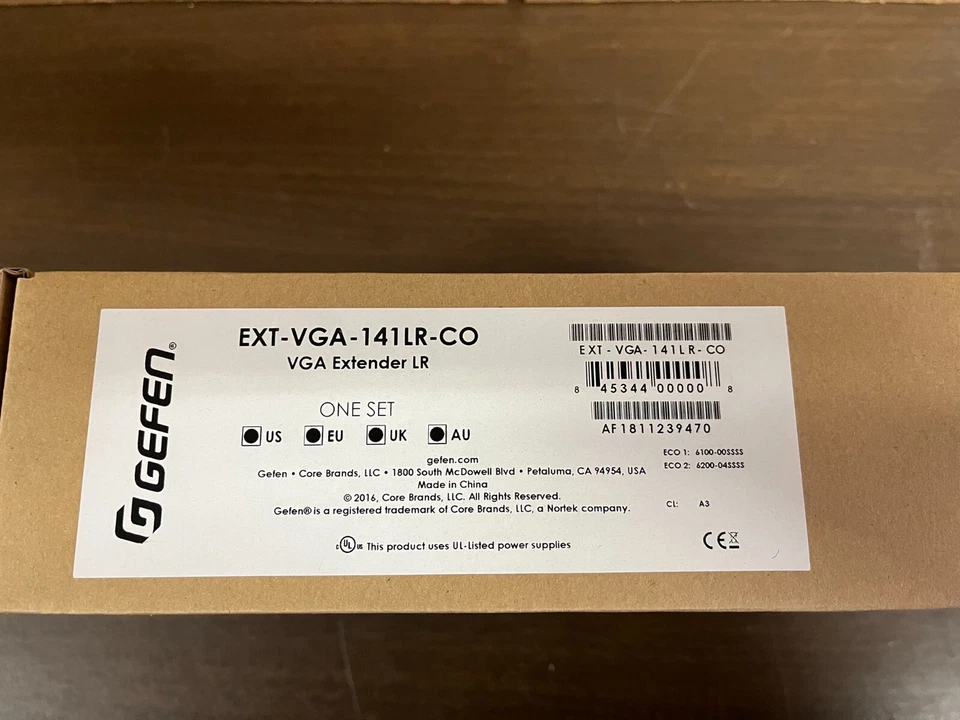 GEFEN®
EXT-VGA-141LR-CO
VGA Extender LR
ONE SET
US EU UK AU
gefen.com
Gefen • Core Brands, LLC • 1800 South McDowell Blvd • Petaluma, CA 94954, USA
Made in China
© 2016, Core Brands, LLC. All Rights Reserved.
Gefen® is a registered trademark of Core Brands, LLC, a Nortek company.
c UL us This product uses UL-Listed power supplies
EXT-VGA-141LR-CO
8 45344 00000 8
AF1811239470
ECO 1: 6100-00SSSS
ECO 2: 6200-04SSSS
CL: A3
CE